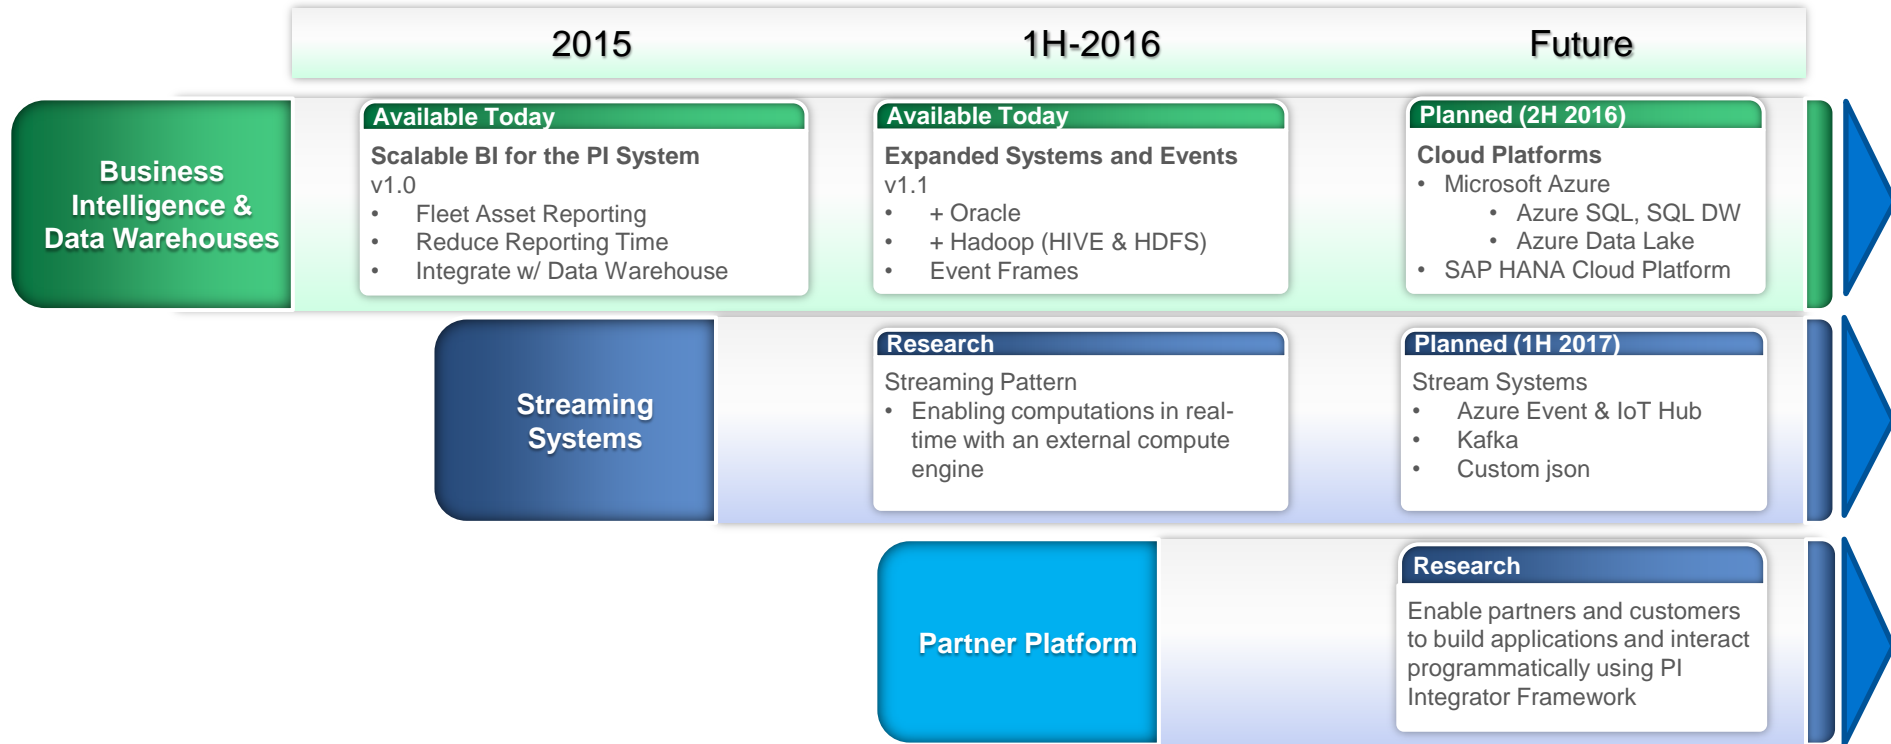 2015
1H-2016
Future
Business
Intelligence &
Data Warehouses
Available Today
Scalable BI for the PI System
v1.0
• Fleet Asset Reporting
• Reduce Reporting Time
• Integrate w/ Data Warehouse
Available Today
Expanded Systems and Events
v1.1
• + Oracle
• + Hadoop (HIVE & HDFS)
• Event Frames
Planned (2H 2016)
Cloud Platforms
• Microsoft Azure
• Azure SQL, SQL DW
• Azure Data Lake
• SAP HANA Cloud Platform
Streaming
Systems
Research
Streaming Pattern
• Enabling computations in real-
time with an external compute
engine
Planned (1H 2017)
Stream Systems
• Azure Event & IoT Hub
• Kafka
• Custom json
Partner Platform
Research
Enable partners and customers
to build applications and interact
programmatically using PI
Integrator Framework